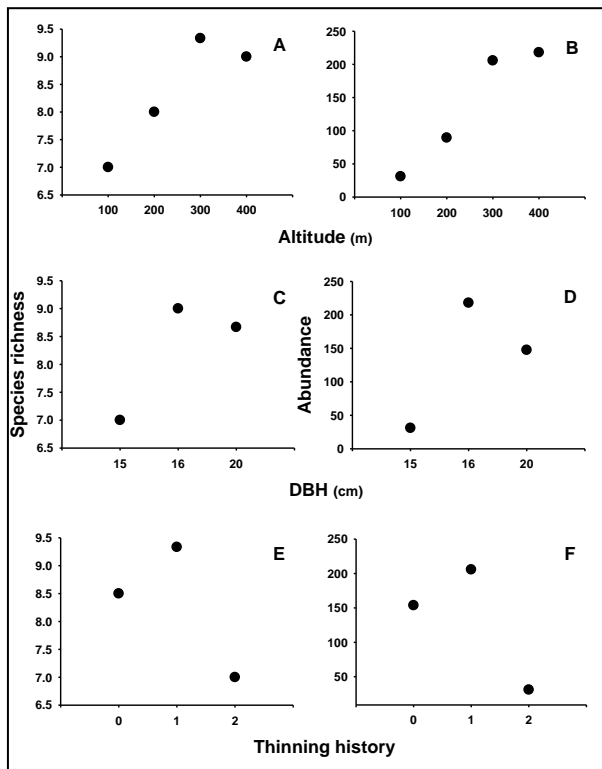 9.5
9.0
8.5
8.0
7.5
7.0
6.5
A
100 200 300 400
250
200
150
100
50
0
B
100 200 300 400
Altitude (m)
Species richness
9.5
9.0
8.5
8.0
7.5
7.0
6.5
C
15 16 20
Abundance
250
200
150
100
50
0
D
15 16 20
DBH (cm)
9.5
9.0
8.5
8.0
7.5
7.0
6.5
E
0 1 2
250
200
150
100
50
F
0 1 2
Thinning history